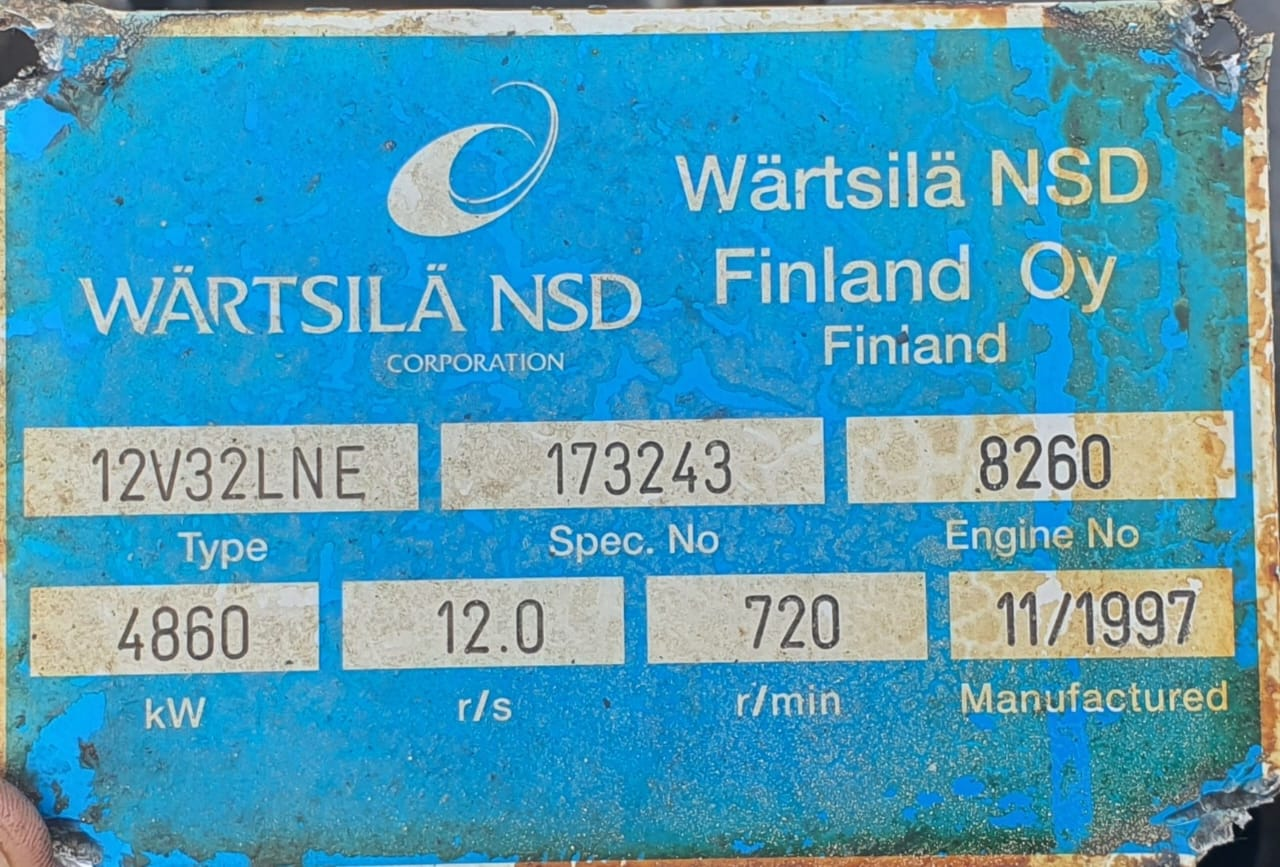 WÄRTSILÄ NSD
CORPORATION
Wärtsilä NSD
Finland Oy
Finland
12V32LNE 173243 8260
Type Spec. No Engine No
4860 12.0 720 11/1997
kW r/s r/min Manufactured